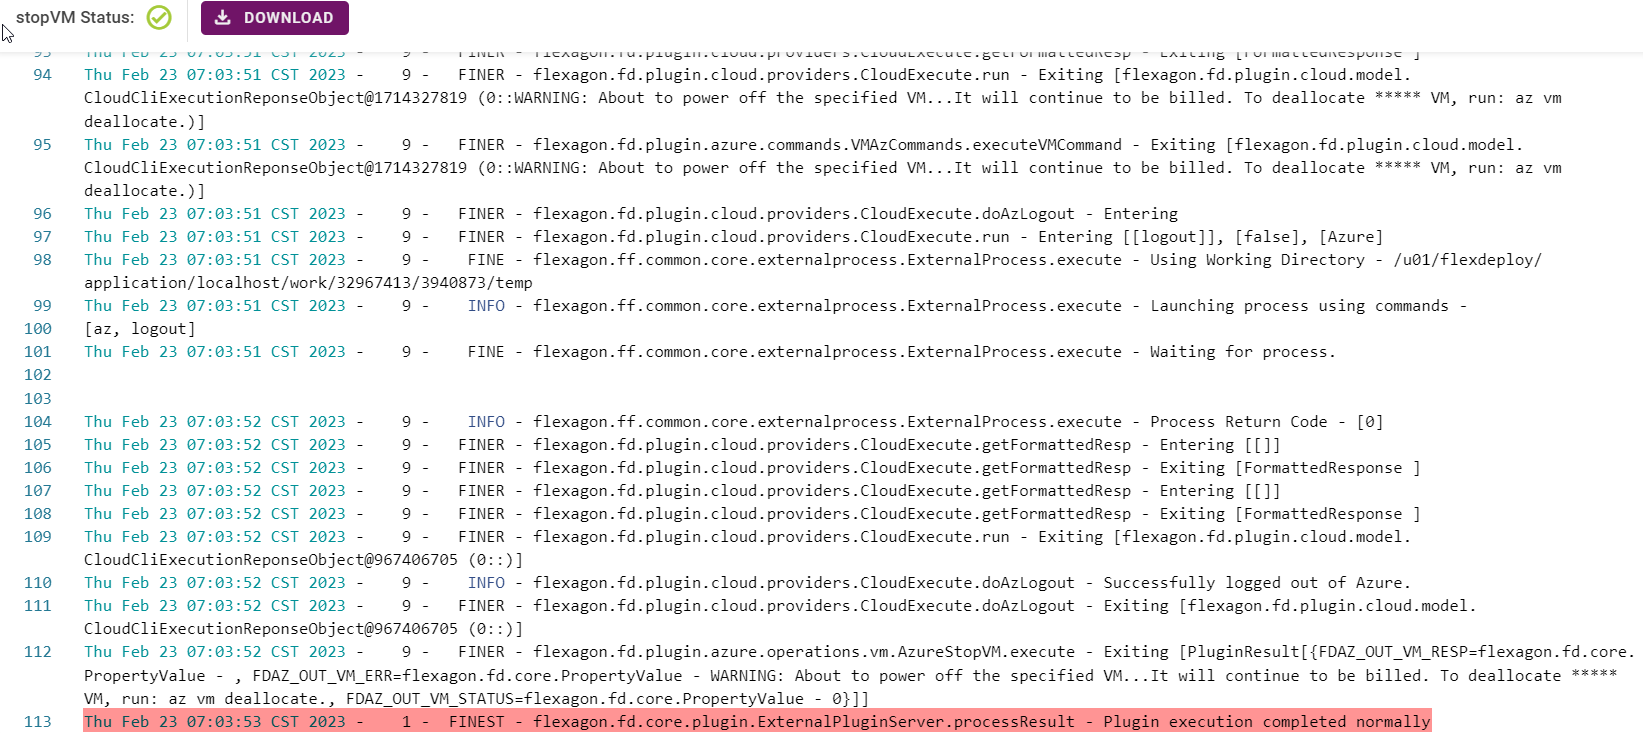 stopVM Status: DOWNLOAD
93 Thu Feb 23 07:03:51 CST 2023 - 9 - FINER - flexagon.fd.plugin.cloud.providers.CloudExecute.getFormattedResp - Exiting [FormattedResponse ]
94 Thu Feb 23 07:03:51 CST 2023 - 9 - FINER - flexagon.fd.plugin.cloud.providers.CloudExecute.run - Exiting [flexagon.fd.plugin.cloud.model.
CloudCliExecutionReponseObject@1714327819 (0::WARNING: About to power off the specified VM...It will continue to be billed. To deallocate ***** VM, run: az vm
deallocate.)]
95 Thu Feb 23 07:03:51 CST 2023 - 9 - FINER - flexagon.fd.plugin.azure.commands.VMAzCommands.executeVMCommand - Exiting [flexagon.fd.plugin.cloud.model.
CloudCliExecutionReponseObject@1714327819 (0::WARNING: About to power off the specified VM...It will continue to be billed. To deallocate ***** VM, run: az vm
deallocate.)]
96 Thu Feb 23 07:03:51 CST 2023 - 9 - FINER - flexagon.fd.plugin.cloud.providers.CloudExecute.doAzLogout - Entering
97 Thu Feb 23 07:03:51 CST 2023 - 9 - FINER - flexagon.fd.plugin.cloud.providers.CloudExecute.run - Entering [[logout]], [false], [Azure]
98 Thu Feb 23 07:03:51 CST 2023 - 9 - FINE - flexagon.ff.common.core.externalprocess.ExternalProcess.execute - Using Working Directory - /u01/flexdeploy/
application/localhost/work/32967413/3940873/temp
99 Thu Feb 23 07:03:51 CST 2023 - 9 - INFO - flexagon.ff.common.core.externalprocess.ExternalProcess.execute - Launching process using commands -
100 [az, logout]
101 Thu Feb 23 07:03:51 CST 2023 - 9 - FINE - flexagon.ff.common.core.externalprocess.ExternalProcess.execute - Waiting for process.
102
103
104 Thu Feb 23 07:03:52 CST 2023 - 9 - INFO - flexagon.ff.common.core.externalprocess.ExternalProcess.execute - Process Return Code - [0]
105 Thu Feb 23 07:03:52 CST 2023 - 9 - FINER - flexagon.fd.plugin.cloud.providers.CloudExecute.getFormattedResp - Entering [[]]
106 Thu Feb 23 07:03:52 CST 2023 - 9 - FINER - flexagon.fd.plugin.cloud.providers.CloudExecute.getFormattedResp - Exiting [FormattedResponse ]
107 Thu Feb 23 07:03:52 CST 2023 - 9 - FINER - flexagon.fd.plugin.cloud.providers.CloudExecute.getFormattedResp - Entering [[]]
108 Thu Feb 23 07:03:52 CST 2023 - 9 - FINER - flexagon.fd.plugin.cloud.providers.CloudExecute.getFormattedResp - Exiting [FormattedResponse ]
109 Thu Feb 23 07:03:52 CST 2023 - 9 - FINER - flexagon.fd.plugin.cloud.providers.CloudExecute.run - Exiting [flexagon.fd.plugin.cloud.model.
CloudCliExecutionReponseObject@967406705 (0::)]
110 Thu Feb 23 07:03:52 CST 2023 - 9 - INFO - flexagon.fd.plugin.cloud.providers.CloudExecute.doAzLogout - Successfully logged out of Azure.
111 Thu Feb 23 07:03:52 CST 2023 - 9 - FINER - flexagon.fd.plugin.cloud.providers.CloudExecute.doAzLogout - Exiting [flexagon.fd.plugin.cloud.model.
CloudCliExecutionReponseObject@967406705 (0::)]
112 Thu Feb 23 07:03:52 CST 2023 - 9 - FINER - flexagon.fd.plugin.azure.operations.vm.AzureStopVM.execute - Exiting [PluginResult[{FDAZ_OUT_VM_RESP=flexagon.fd.core.
PropertyValue - , FDAZ_OUT_VM_ERR=flexagon.fd.core.PropertyValue - WARNING: About to power off the specified VM...It will continue to be billed. To deallocate *****
VM, run: az vm deallocate., FDAZ_OUT_VM_STATUS=flexagon.fd.core.PropertyValue - 0}]]
113 Thu Feb 23 07:03:53 CST 2023 - 1 - FINEST - flexagon.fd.core.plugin.ExternalPluginServer.processResult - Plugin execution completed normally